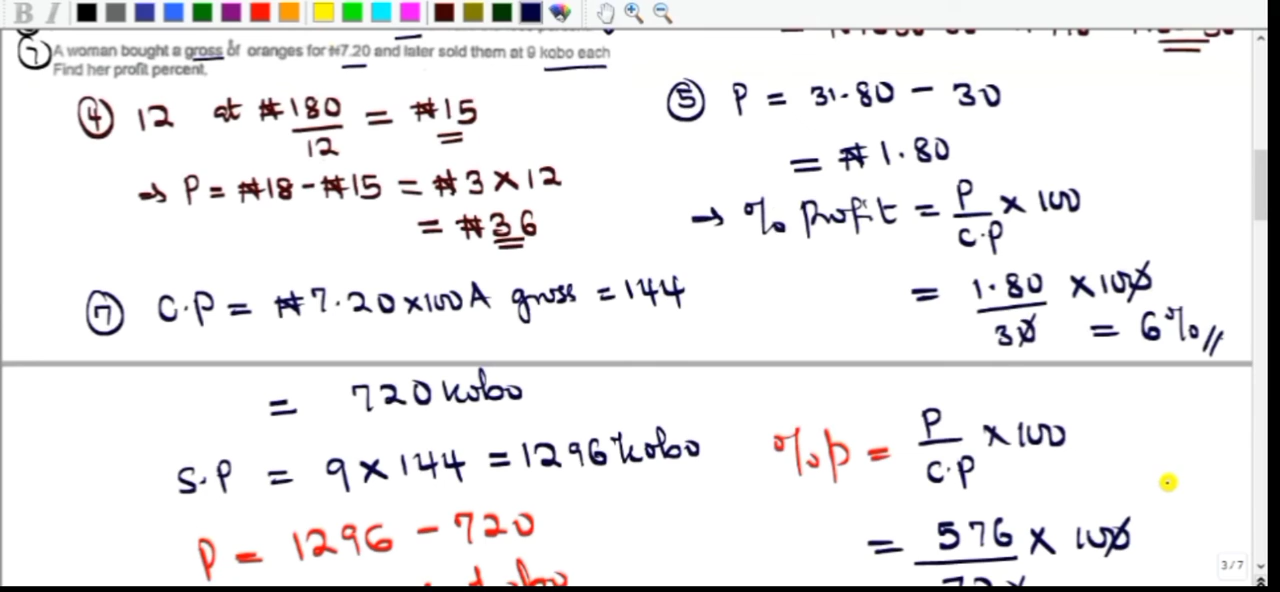 B I
⑦ A woman bought a gross of oranges for ₦7.20 and later sold them at 9 kobo each
Find her profit percent.
④ 12 at ₦180/12 = ₦15
→ P = ₦18 - ₦15 = ₦3 × 12
= ₦36
⑦ C.P = ₦7.20 × 100 A gross = 144
= 720 kobo
S.P = 9 × 144 = 1296 kobo
P = 1296 - 720
⑤ P = 31.80 - 30
= ₦1.80
→ % Profit = P/C.P × 100
= 1.80/30 × 100
= 6%//
%P = P/C.P × 100
= 576 × 100
3 / 7